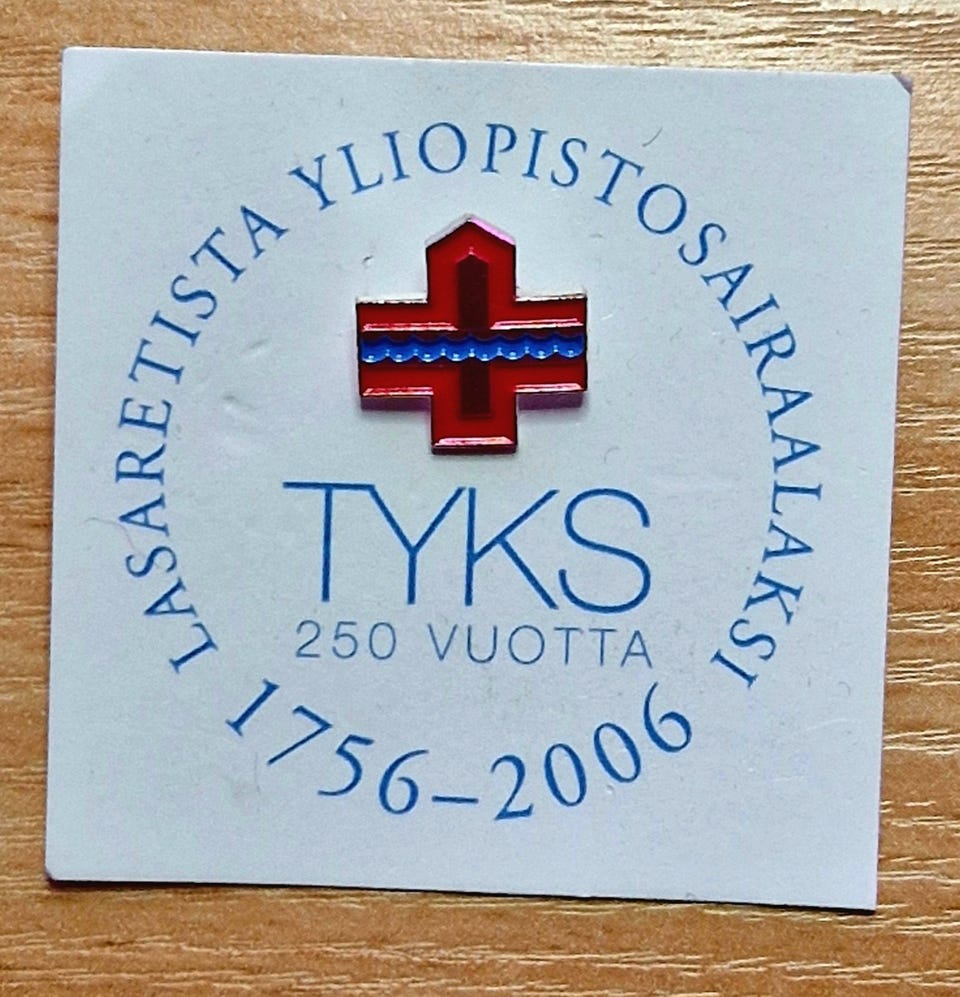 LASARETISTA YLIOPISTOSAIRAALAKSI
TYKS
250 VUOTTA
1756–2006